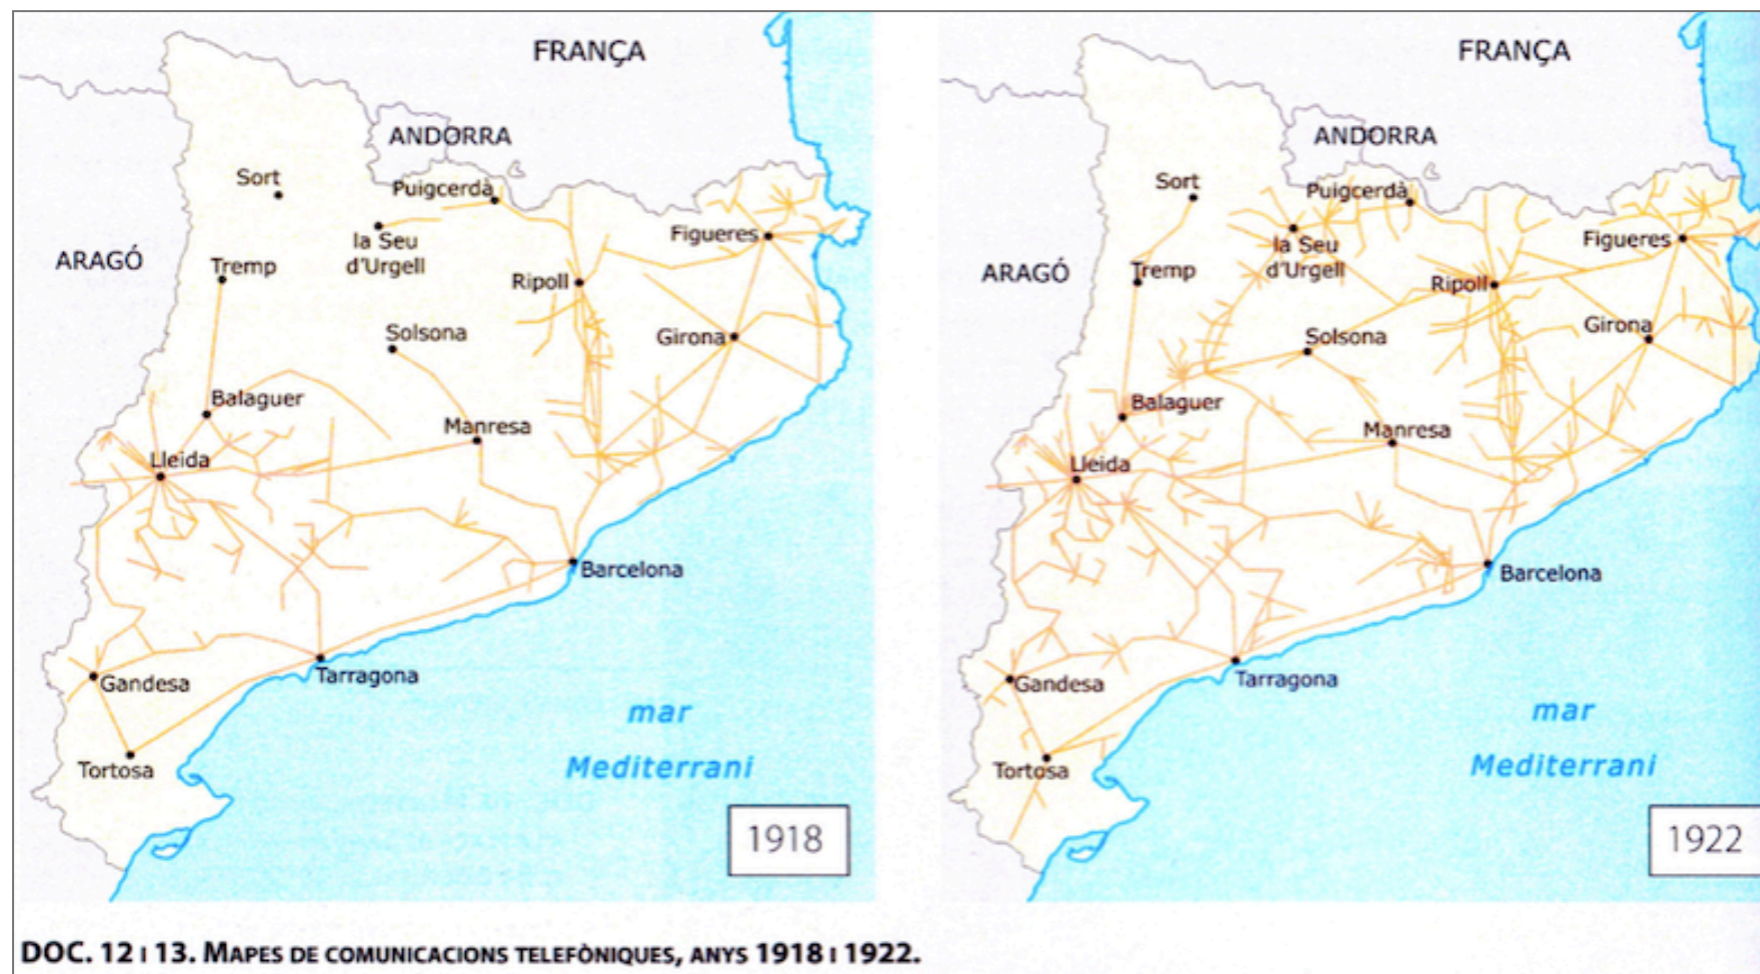 FRANÇA
ANDORRA
Sort
Puigcerdà
la Seu
d'Urgell
Figueres
ARAGÓ
Tremp
Ripoll
Solsona
Girona
Balaguer
Manresa
Lleida
Barcelona
Tarragona
Gandesa
mar
Mediterrani
Tortosa
1918
FRANÇA
ANDORRA
Sort
Puigcerdà
la Seu
d'Urgell
Figueres
ARAGÓ
Tremp
Ripoll
Solsona
Girona
Balaguer
Manresa
Lleida
Barcelona
Tarragona
Gandesa
mar
Mediterrani
Tortosa
1922
DOC. 12 I 13. MAPES DE COMUNICACIONS TELEFÒNIQUES, ANYS 1918 I 1922.